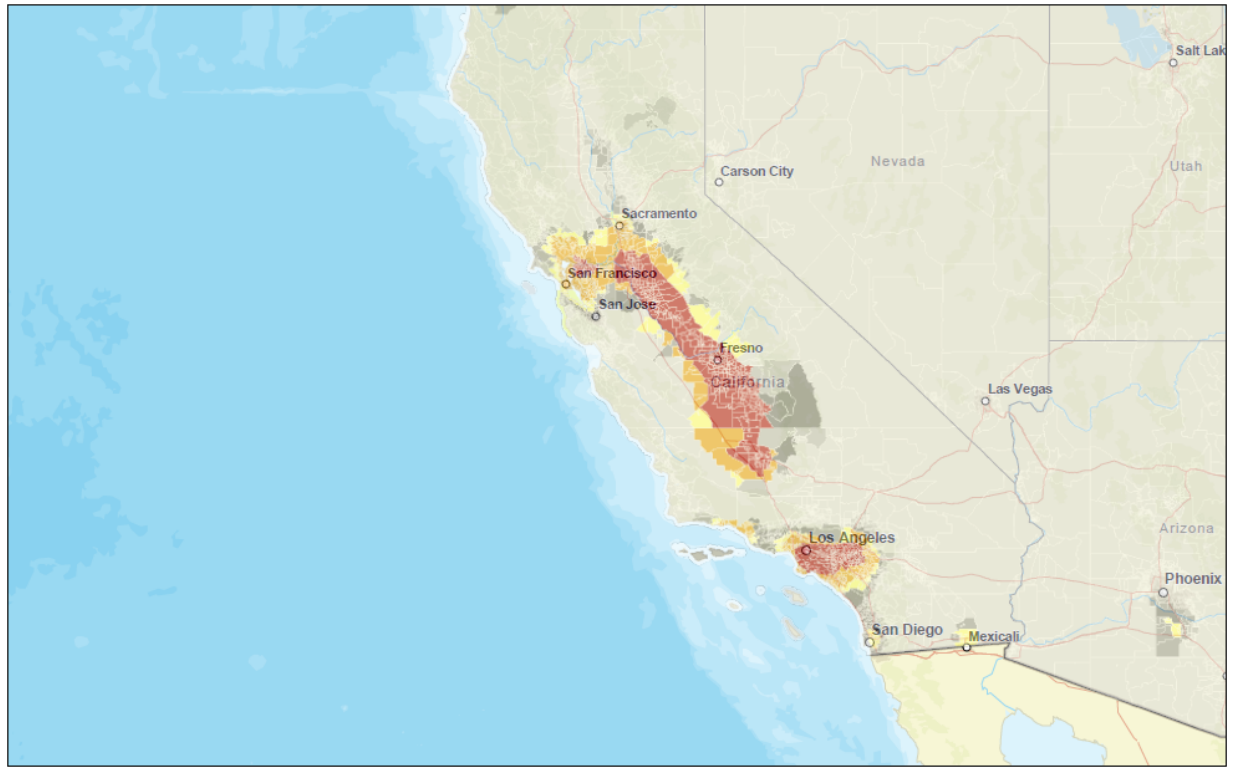 Salt Lak
Nevada
Carson City
Utah
Sacramento
San Francisco
San Jose
Fresno
California
Las Vegas
Arizona
Los Angeles
Phoenix
San Diego
Mexicali